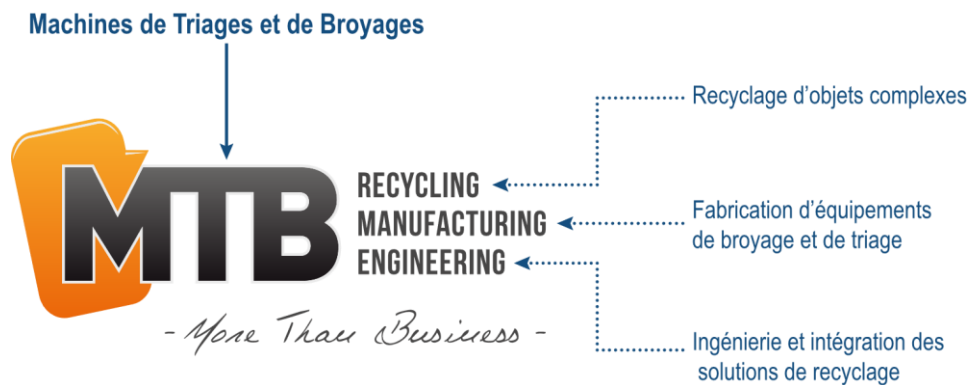 Machines de Triages et de Broyages
MTB
RECYCLING
MANUFACTURING
ENGINEERING
- More Than Business -
Recyclage d'objets complexes
Fabrication d'équipements
de broyage et de triage
Ingénierie et intégration des
solutions de recyclage